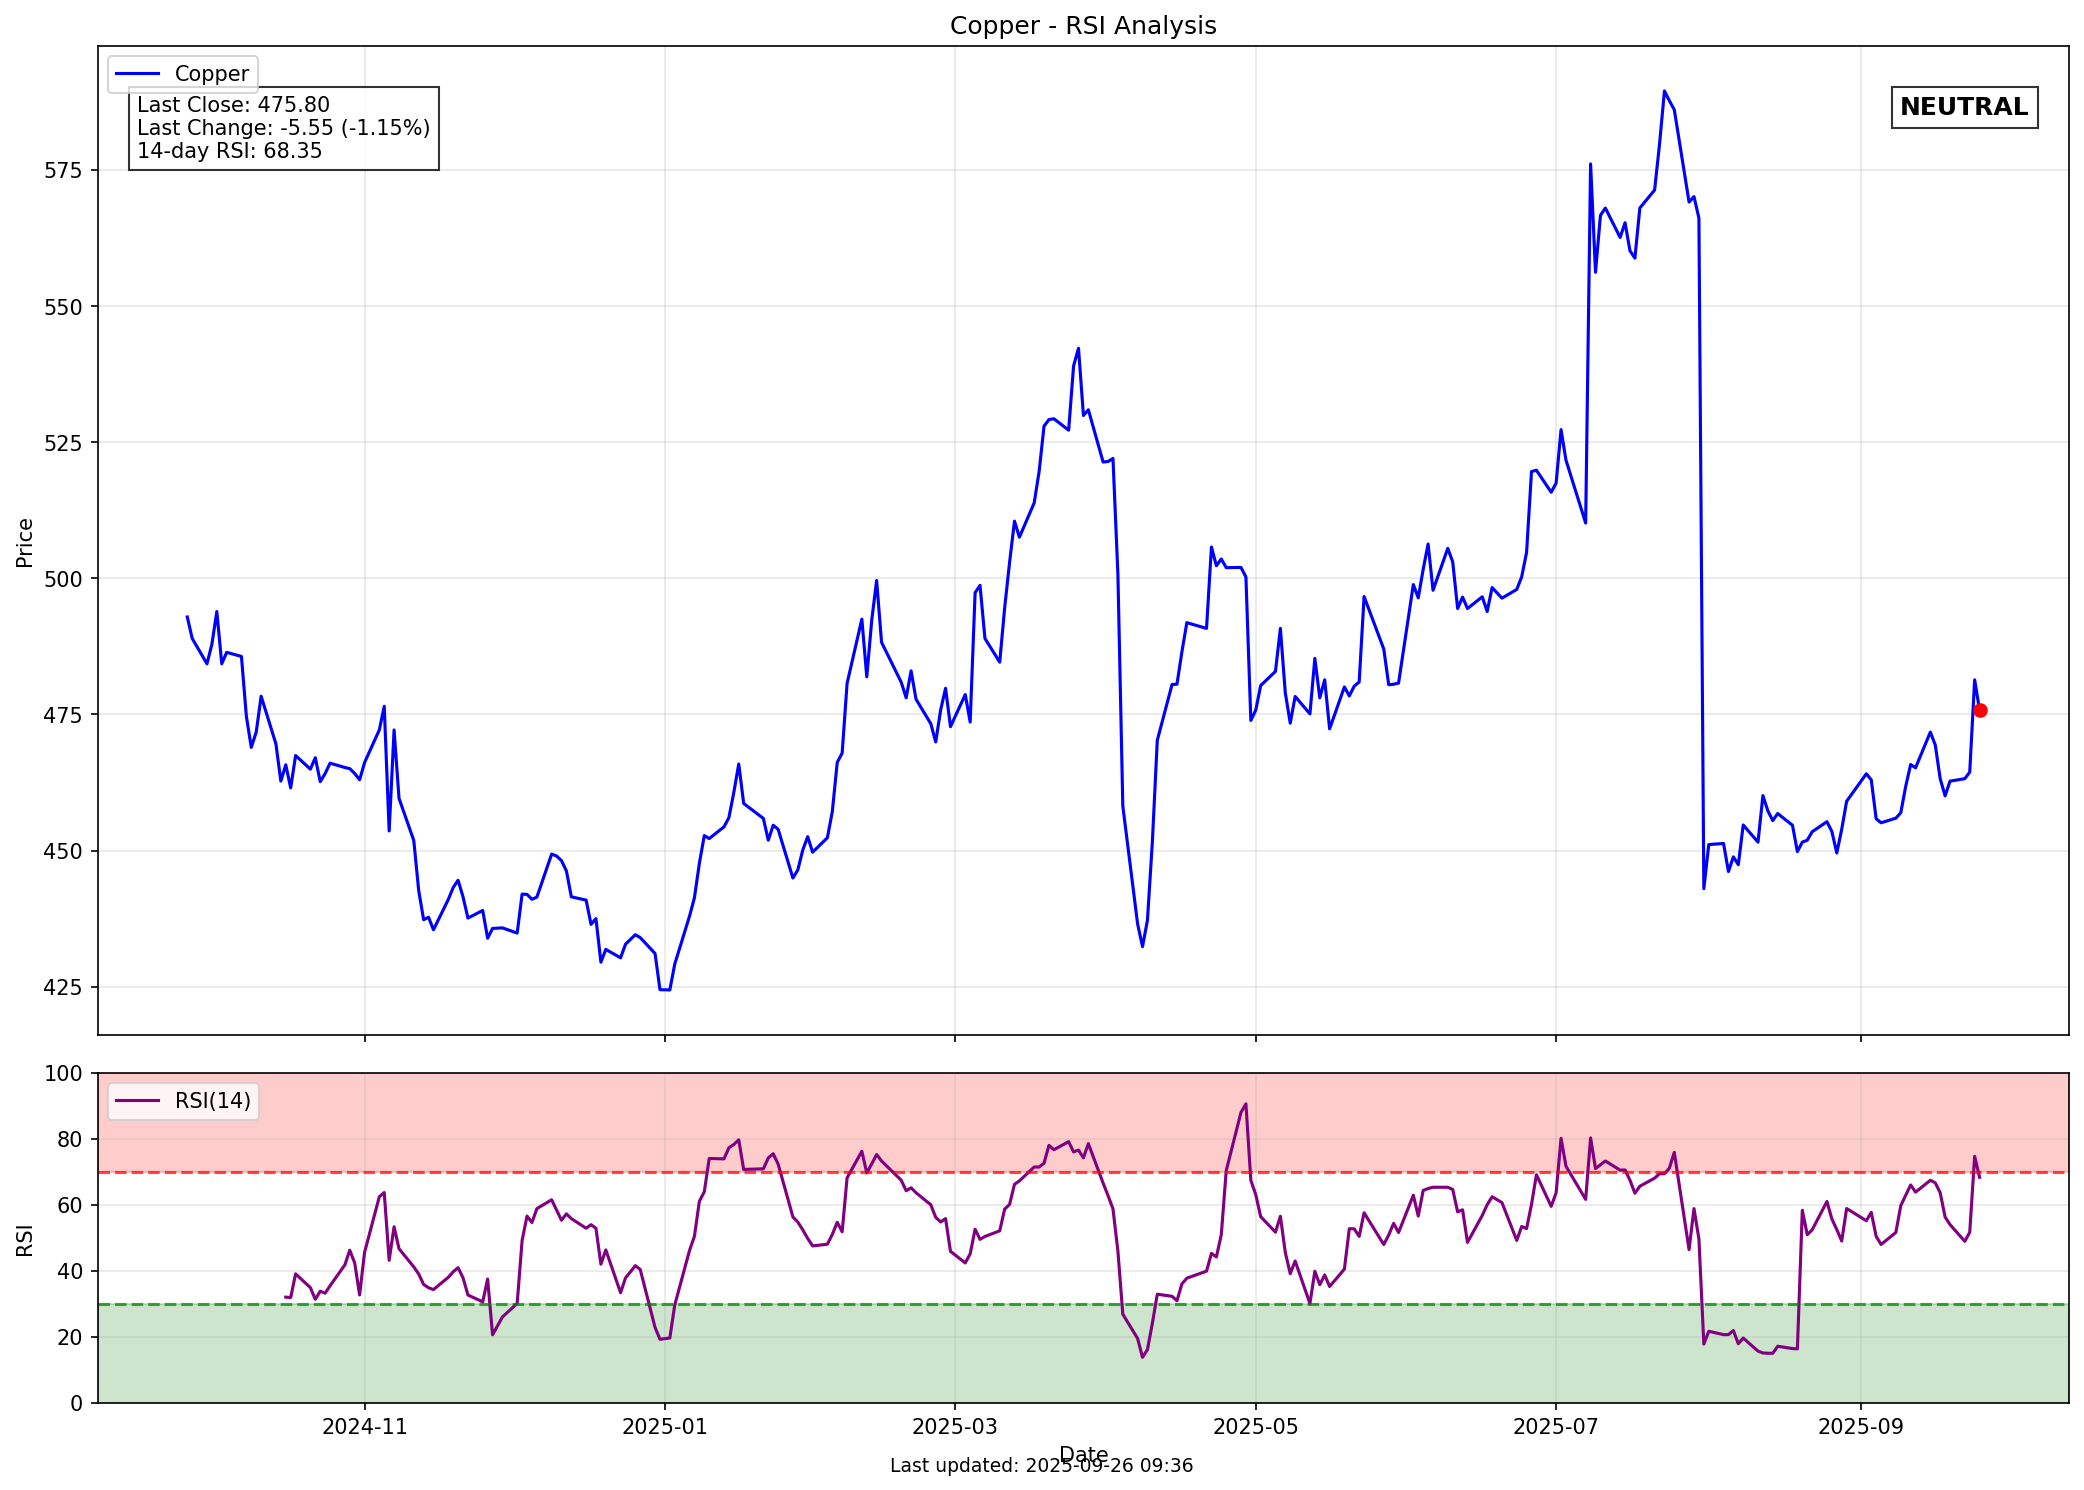 Copper - RSI Analysis
Copper
Last Close: 475.80
Last Change: -5.55 (-1.15%)
14-day RSI: 68.35
NEUTRAL
575
550
525
500
475
450
425
Price
100
80
60
40
20
0
RSI
RSI(14)
2024-11
2025-01
2025-03
2025-05
2025-07
2025-09
Date
Last updated: 2025-09-26 09:36